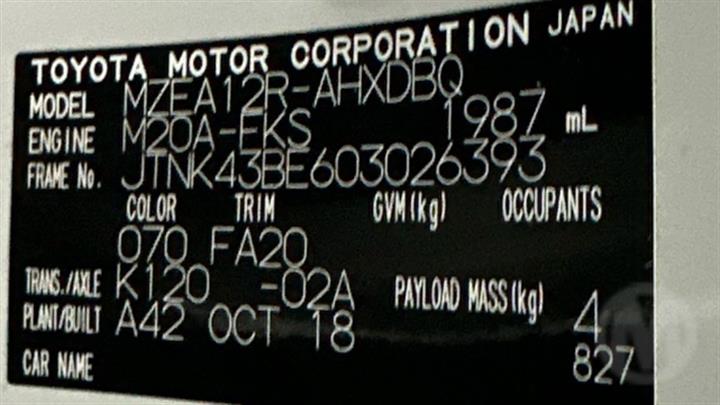 TOYOTA MOTOR CORPORATION JAPAN
MODEL MZEA12R-AHXDBQ
ENGINE M20A-FKS 1987 mL
FRAME No. JTNK43BE603026393
COLOR TRIM GVM(kg) OCCUPANTS
070 FA20
TRANS./AXLE K120 -02A PAYLOAD MASS(kg) 4
PLANT/BUILT A42 OCT 18
CAR NAME 827